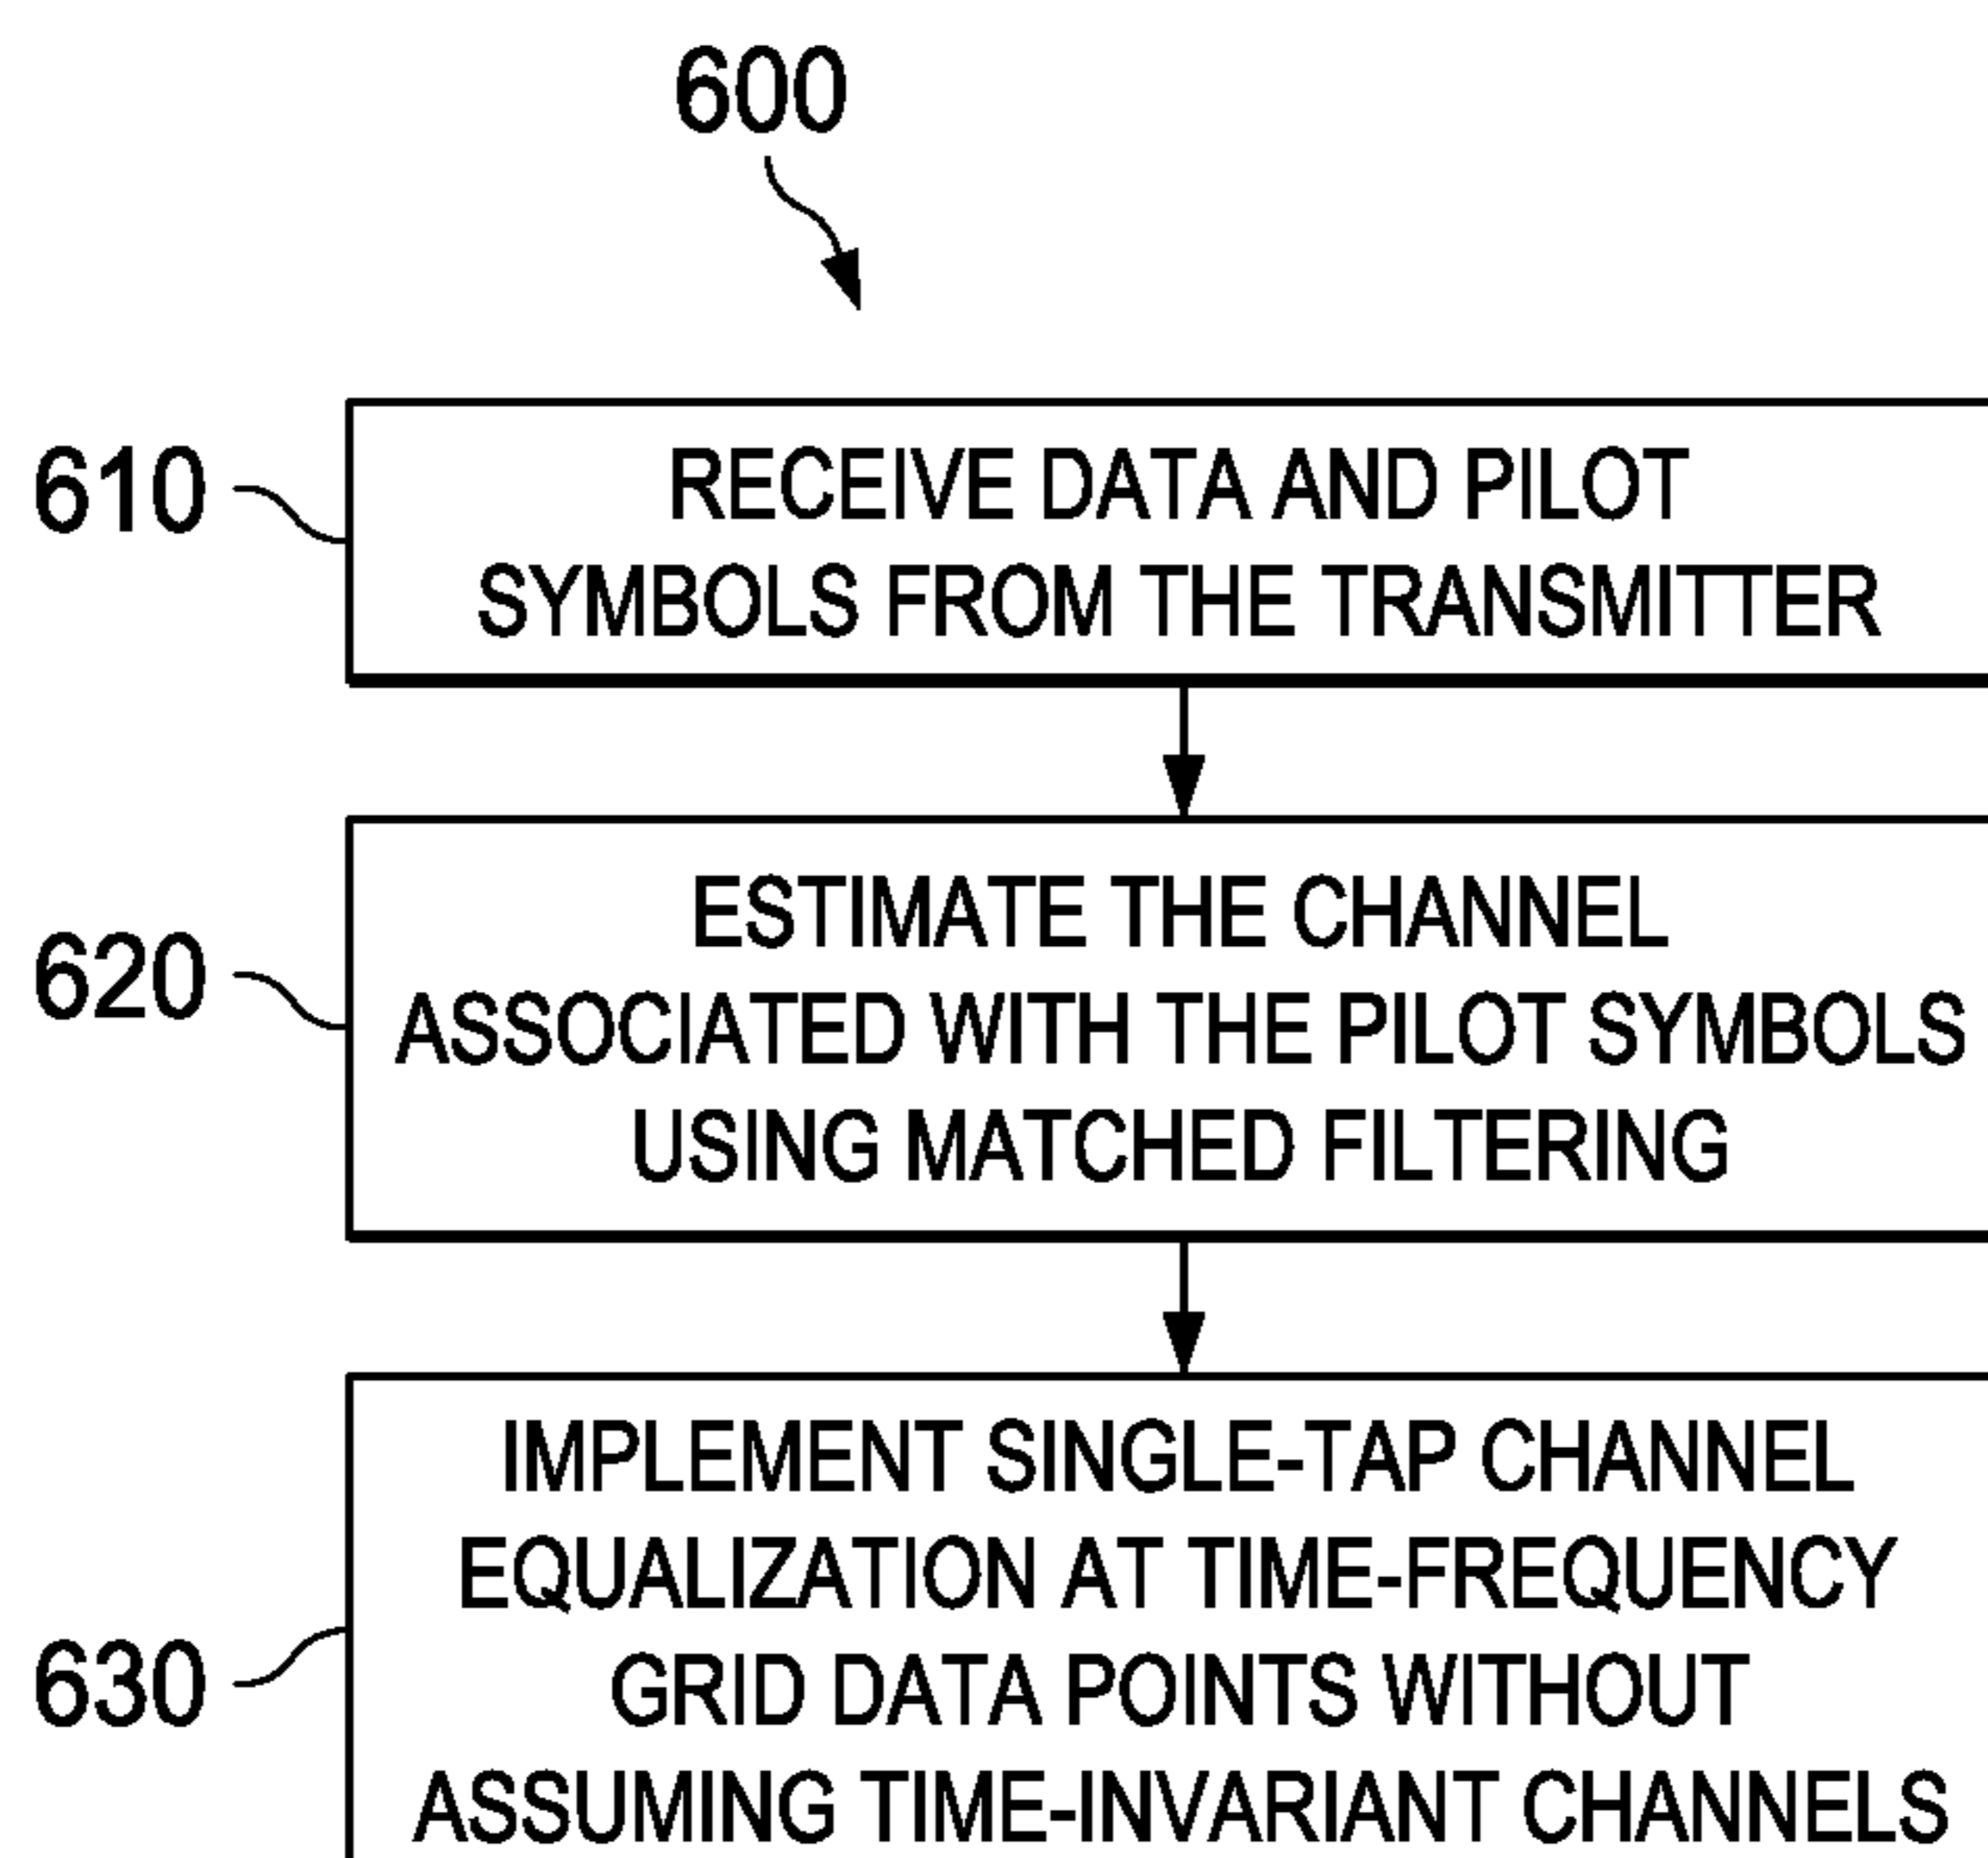 600
610
RECEIVE DATA AND PILOT
SYMBOLS FROM THE TRANSMITTER
620
ESTIMATE THE CHANNEL
ASSOCIATED WITH THE PILOT SYMBOLS
USING MATCHED FILTERING
630
IMPLEMENT SINGLE-TAP CHANNEL
EQUALIZATION AT TIME-FREQUENCY
GRID DATA POINTS WITHOUT
ASSUMING TIME-INVARIANT CHANNELS